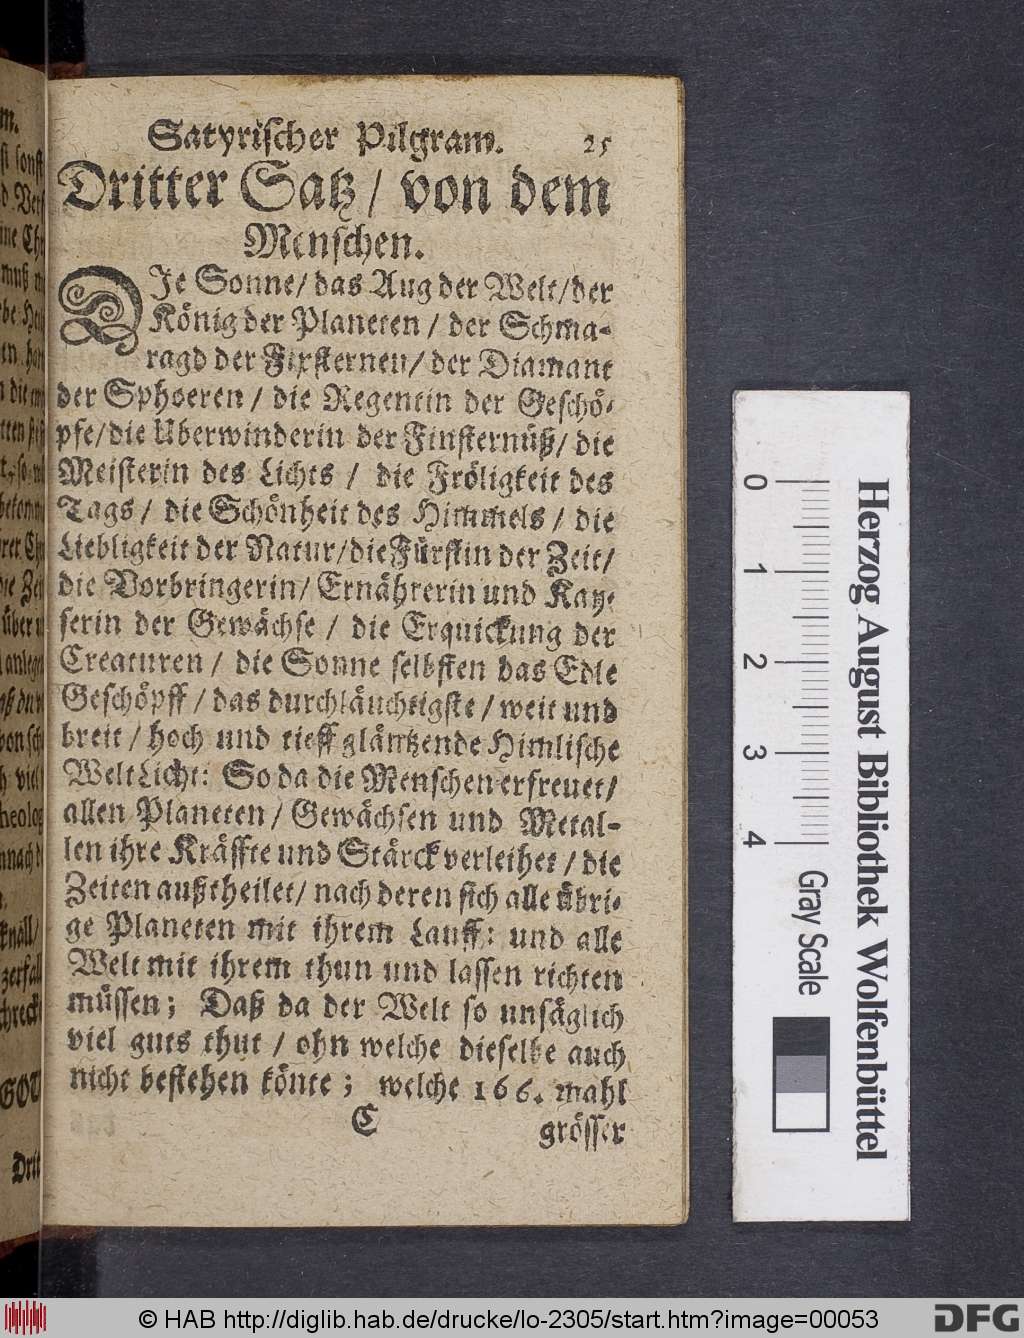 Satyrischer Pilgram. 25
Dritter Satz / von dem
Menschen.
DJe Sonne / das Aug der Welt / der
König der Planeten / der Schma-
ragd der Fixsternen / der Diamant
der Sphoeren / die Regentin der Geschö-
pfe / die Uberwinderin der Finsternüß / die
Meisterin des Lichts / die Fröligkeit des
Tags / die Schönheit des Himmels / die
Liebligkeit der Natur / die Fürstin der Zeit /
die Vorbringerin / Ernährerin und Kay-
serin der Gewächse / die Erquickung der
Creaturen / die Sonne selbsten das Edle
Geschöpff / das durchläuchtigste / weit und
breit / hoch und tieff gläntzende Himlische
WeltLicht: So da die Menschen erfreuet /
allen Planeten / Gewächsen und Metal-
len ihre Kräffte und Stärck verleihet / die
Zeiten außtheilet / nach deren sich alle übri-
ge Planeten mit ihrem Lauff: und alle
Welt mit ihrem thun und lassen richten
müssen; Daß da der Welt so unsäglich
viel guts thut / ohn welche dieselbe auch
nicht bestehen könte; welche 166. mahl
C grösser
0 1 2 3 4
Gray Scale
Herzog August Bibliothek Wolfenbüttel
© HAB http://diglib.hab.de/drucke/lo-2305/start.htm?image=00053
DFG